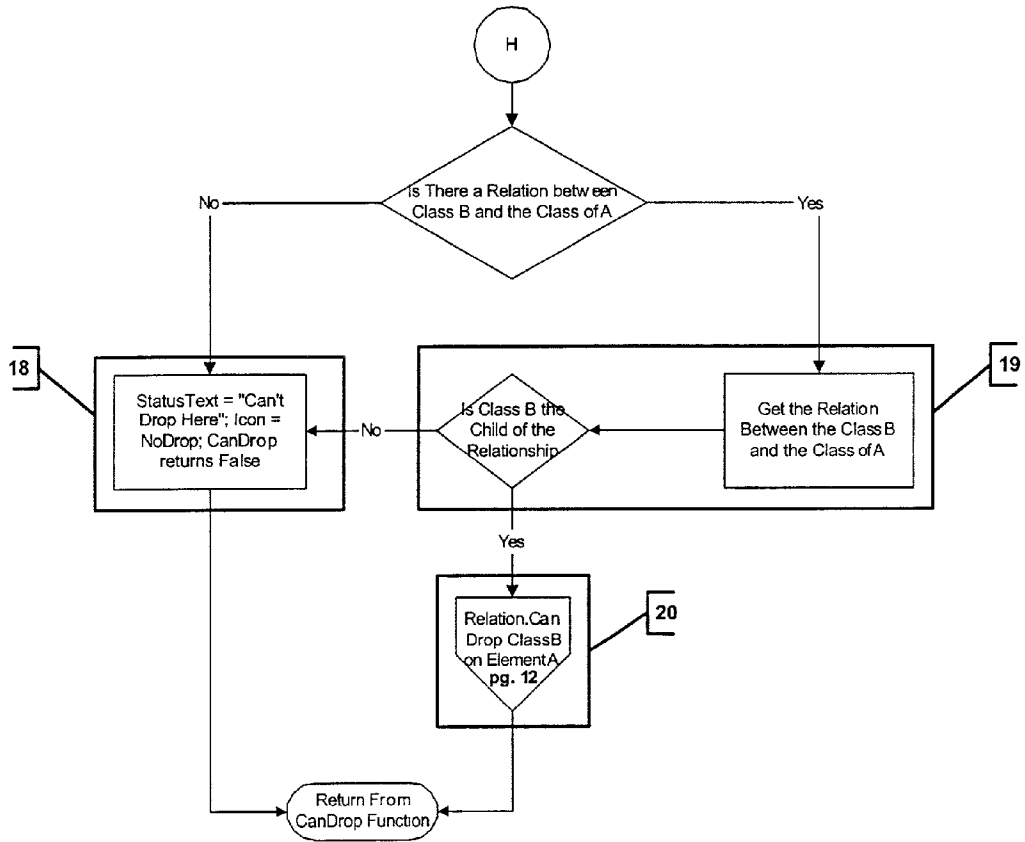 H
Is There a Relation between
Class B and the Class of A
No
Yes
18
19
StatusText = "Can't
Drop Here"; Icon =
NoDrop; CanDrop
returns False
No
Is Class B the
Child of the
Relationship
Get the Relation
Between the Class B
and the Class of A
Yes
20
Relation.Can
Drop ClassB
on ElementA
pg. 12
Return From
CanDrop Function